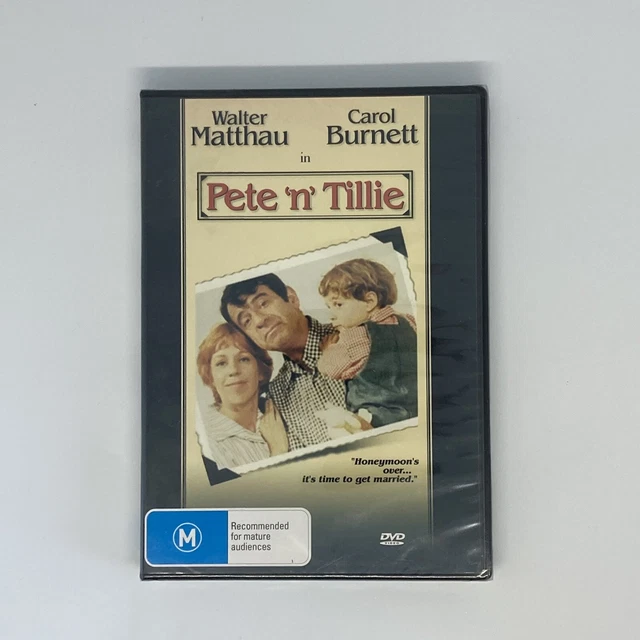 Walter Carol
Matthau Burnett
in
Pete 'n' Tillie
"Honeymoon's
over...
it's time to get married."
M
Recommended
for mature
audiences
DVD
VIDEO